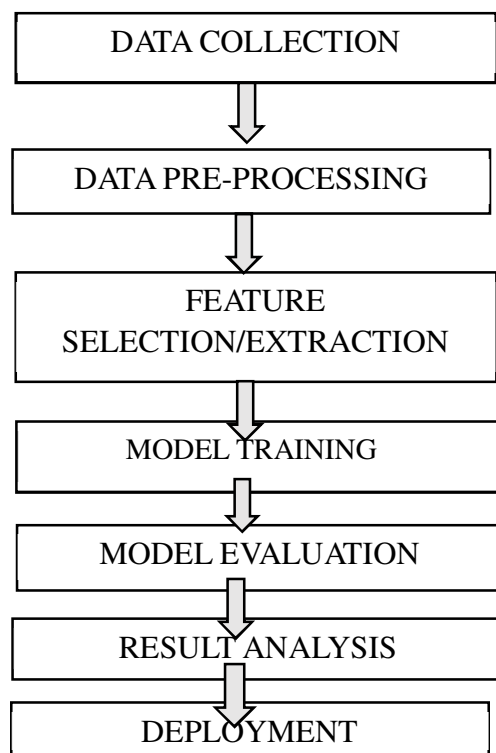 DATA COLLECTION
DATA PRE-PROCESSING
FEATURE
SELECTION/EXTRACTION
MODEL TRAINING
MODEL EVALUATION
RESULT ANALYSIS
DEPLOYMENT